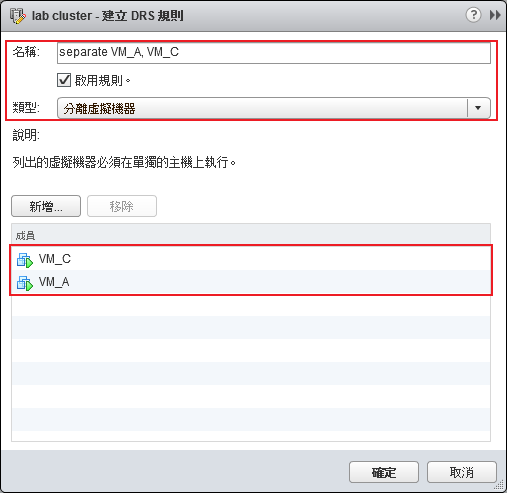 lab cluster - 建立 DRS 規則
名稱: separate VM_A, VM_C
啟用規則。
類型: 分離虛擬機器
說明:
列出的虛擬機器必須在單獨的主機上執行。
新增... 移除
成員
VM_C
VM_A
確定 取消